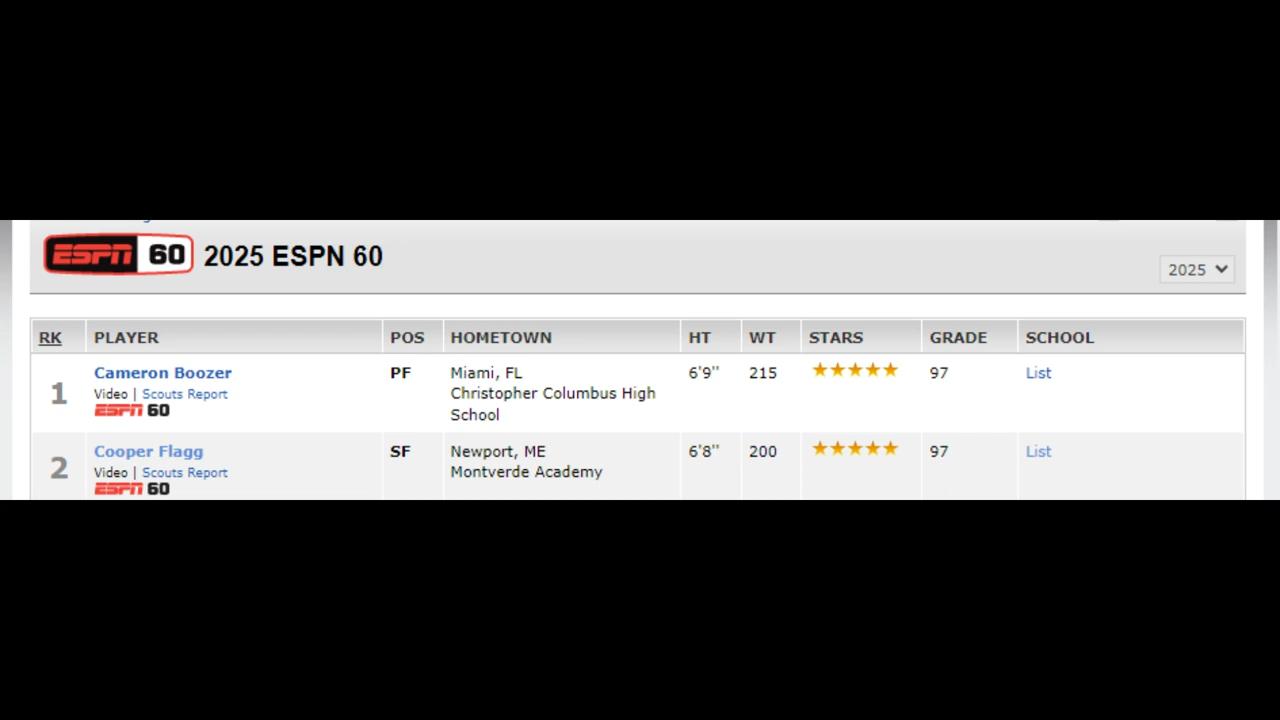 ESPN 60 2025 ESPN 60
2025
RK PLAYER POS HOMETOWN HT WT STARS GRADE SCHOOL
1 Cameron Boozer PF Miami, FL 6'9" 215 97 List
Video | Scouts Report Christopher Columbus High
ESPN 60 School
2 Cooper Flagg SF Newport, ME 6'8" 200 97 List
Video | Scouts Report Montverde Academy
ESPN 60